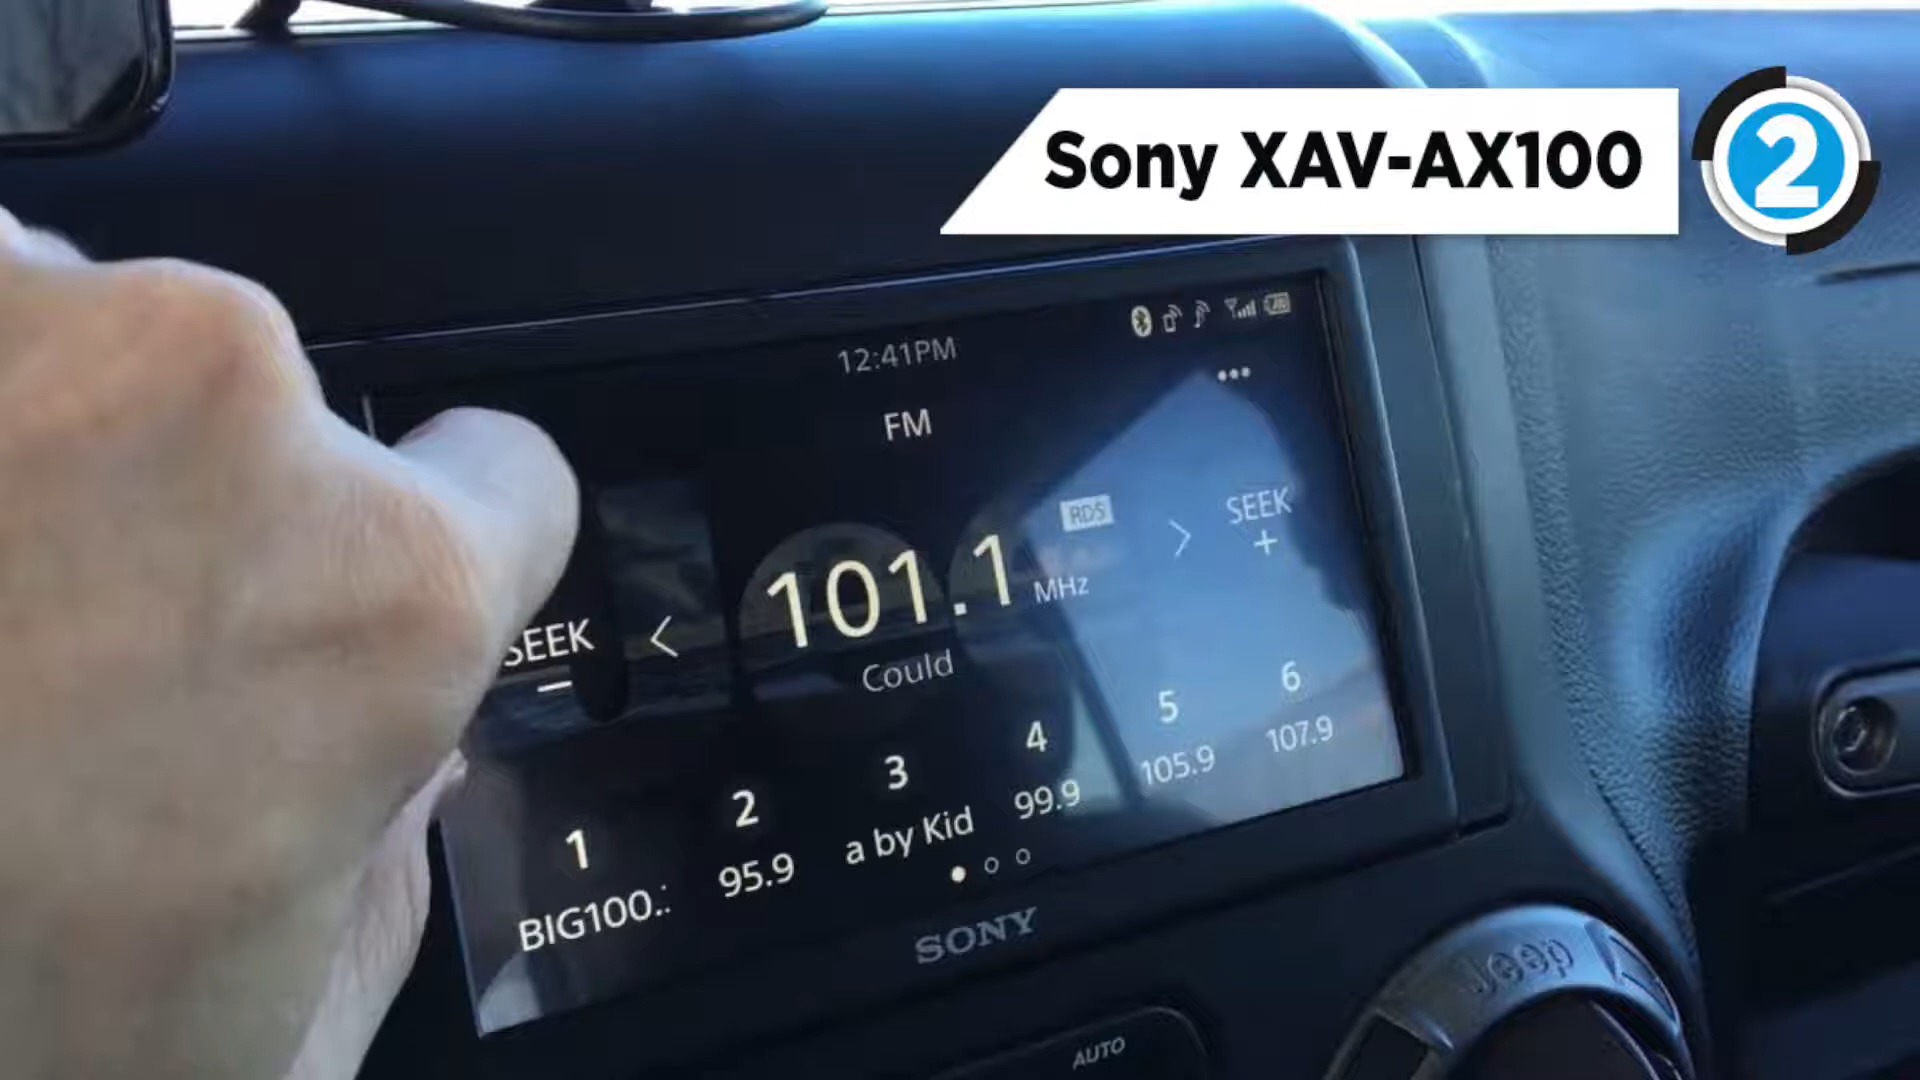 Sony XAV-AX100
2
12:41PM
FM
RDS
SEEK
+
101.1 MHz
SEEK
Could
1 2 3 4 5 6
BIG100.: 95.9 a by Kid 99.9 105.9 107.9
SONY
Jeep
AUTO